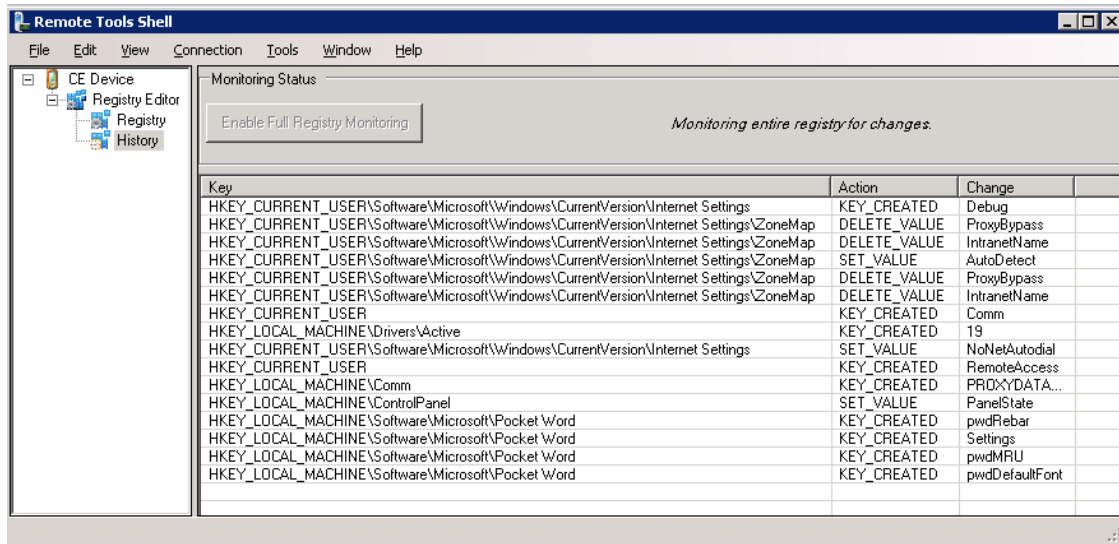 Remote Tools Shell
File Edit View Connection Tools Window Help
CE Device
Registry Editor
Registry
History
Monitoring Status
Enable Full Registry Monitoring
Monitoring entire registry for changes.
Key Action Change
HKEY_CURRENT_USER\Software\Microsoft\Windows\CurrentVersion\Internet Settings KEY_CREATED Debug
HKEY_CURRENT_USER\Software\Microsoft\Windows\CurrentVersion\Internet Settings\ZoneMap DELETE_VALUE ProxyBypass
HKEY_CURRENT_USER\Software\Microsoft\Windows\CurrentVersion\Internet Settings\ZoneMap DELETE_VALUE IntranetName
HKEY_CURRENT_USER\Software\Microsoft\Windows\CurrentVersion\Internet Settings\ZoneMap SET_VALUE AutoDetect
HKEY_CURRENT_USER\Software\Microsoft\Windows\CurrentVersion\Internet Settings\ZoneMap DELETE_VALUE ProxyBypass
HKEY_CURRENT_USER\Software\Microsoft\Windows\CurrentVersion\Internet Settings\ZoneMap DELETE_VALUE IntranetName
HKEY_CURRENT_USER KEY_CREATED Comm
HKEY_LOCAL_MACHINE\Drivers\Active KEY_CREATED 19
HKEY_CURRENT_USER\Software\Microsoft\Windows\CurrentVersion\Internet Settings SET_VALUE NoNetAutodial
HKEY_CURRENT_USER KEY_CREATED RemoteAccess
HKEY_LOCAL_MACHINE\Comm KEY_CREATED PROXYDATA...
HKEY_LOCAL_MACHINE\ControlPanel SET_VALUE PanelState
HKEY_LOCAL_MACHINE\Software\Microsoft\Pocket Word KEY_CREATED pwdRebar
HKEY_LOCAL_MACHINE\Software\Microsoft\Pocket Word KEY_CREATED Settings
HKEY_LOCAL_MACHINE\Software\Microsoft\Pocket Word KEY_CREATED pwdMRU
HKEY_LOCAL_MACHINE\Software\Microsoft\Pocket Word KEY_CREATED pwdDefaultFont